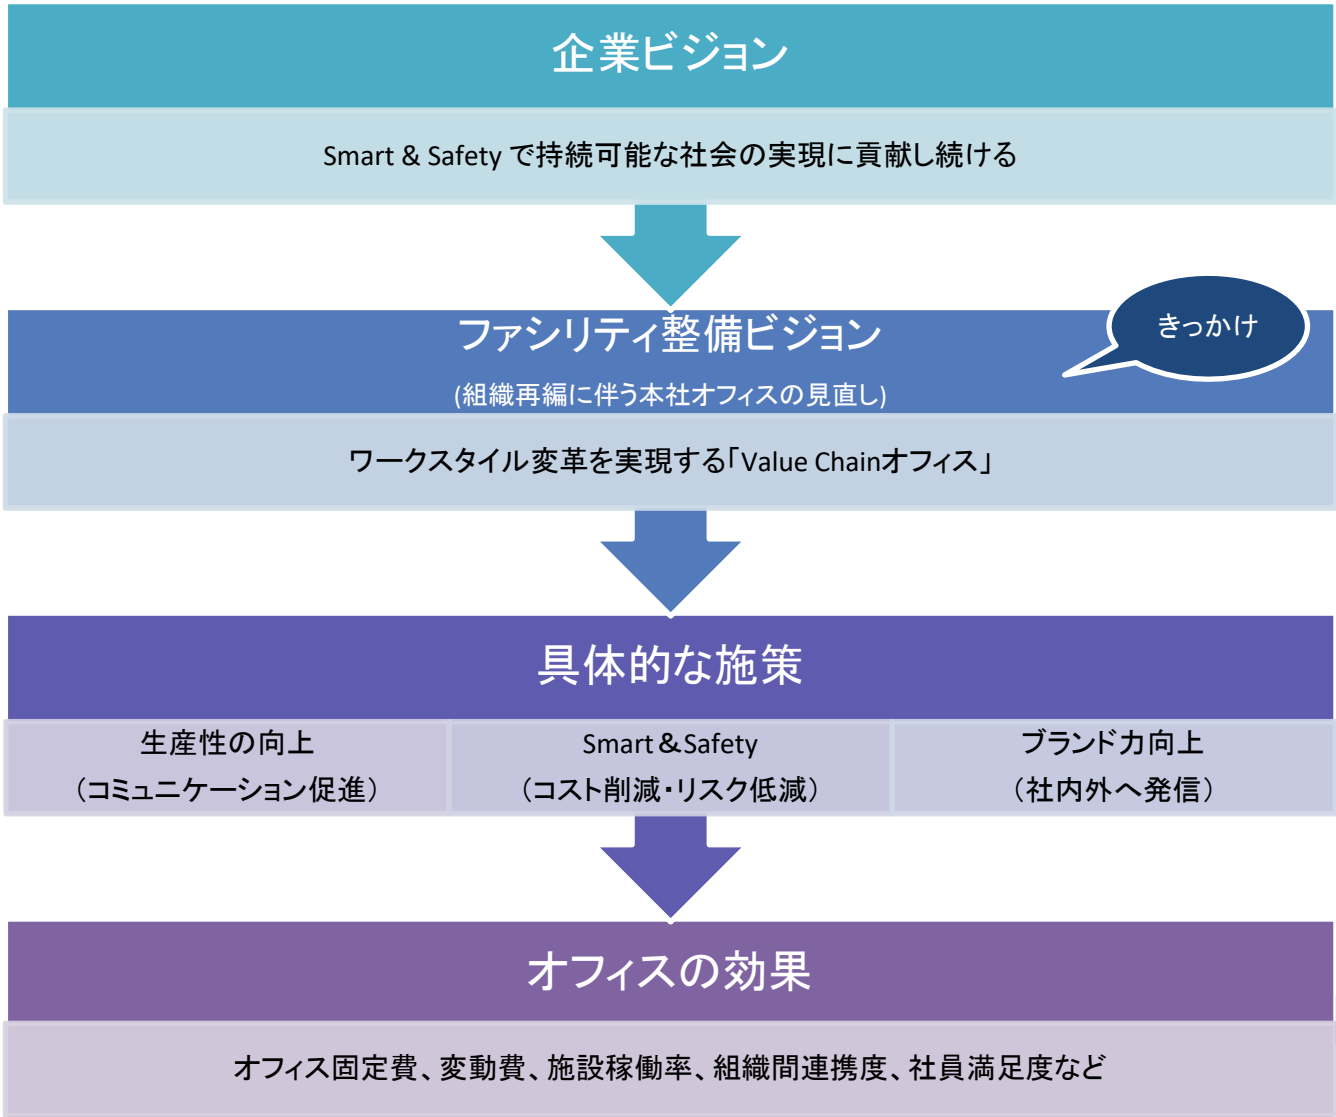 企業ビジョン
Smart & Safety で持続可能な社会の実現に貢献し続ける
ファシリティ整備ビジョン
きっかけ
(組織再編に伴う本社オフィスの見直し)
ワークスタイル変革を実現する「Value Chainオフィス」
具体的な施策
生産性の向上
（コミュニケーション促進）
Smart＆Safety
（コスト削減・リスク低減）
ブランド力向上
（社内外へ発信）
オフィスの効果
オフィス固定費、変動費、施設稼働率、組織間連携度、社員満足度など